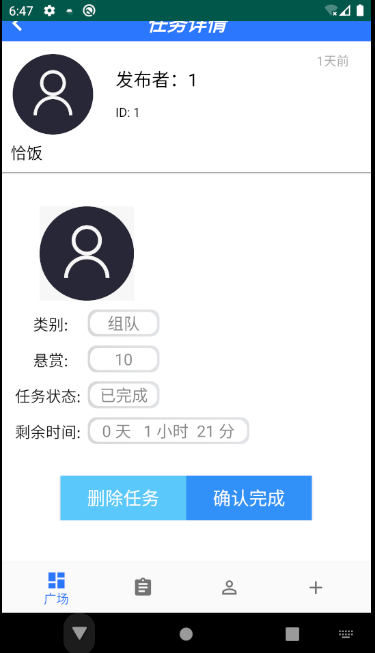 6:47
任务详情
1天前
发布者：1
ID: 1
恰饭
类别: 组队
悬赏: 10
任务状态: 已完成
剩余时间: 0 天 1 小时 21 分
删除任务 确认完成
广场